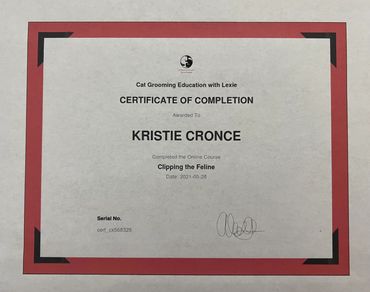 Cat Grooming Education with Lexie
CERTIFICATE OF COMPLETION
Awarded To
KRISTIE CRONCE
Completed the Online Course
Clipping the Feline
Date: 2021-05-28
Serial No.